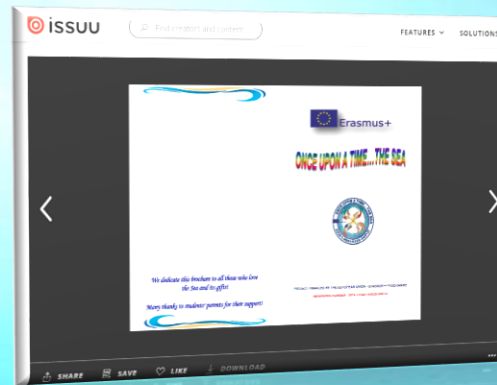 issuu
Find creators and content
FEATURES
SOLUTIONS
Erasmus+
ONCE UPON A TIME...THE SEA
We dedicate this brochure to all those who love
the Sea and its gifts!
Many thanks to students' parents for their support!
SHARE
SAVE
LIKE
DOWNLOAD